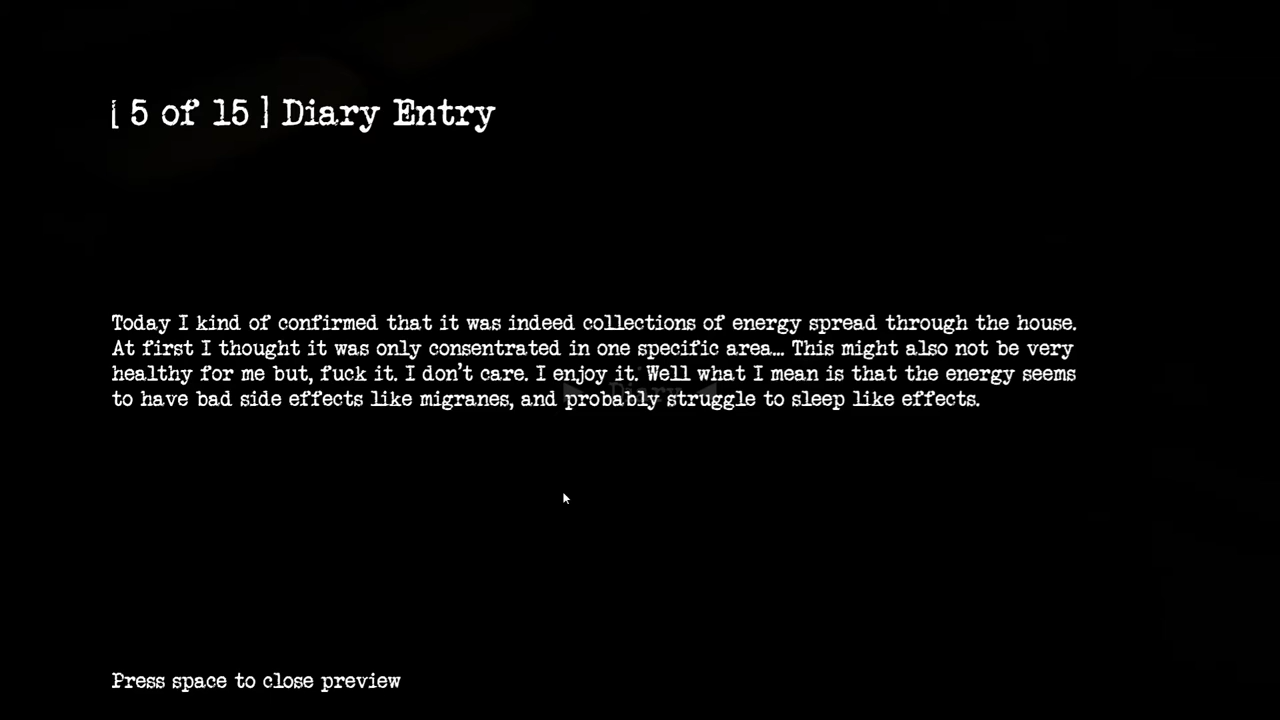 [ 5 of 15 ] Diary Entry
Today I kind of confirmed that it was indeed collections of energy spread through the house.
At first I thought it was only consentrated in one specific area... This might also not be very
healthy for me but, fuck it. I don't care. I enjoy it. Well what I mean is that the energy seems
to have bad side effects like migranes, and probably struggle to sleep like effects.
Diary
Press space to close preview